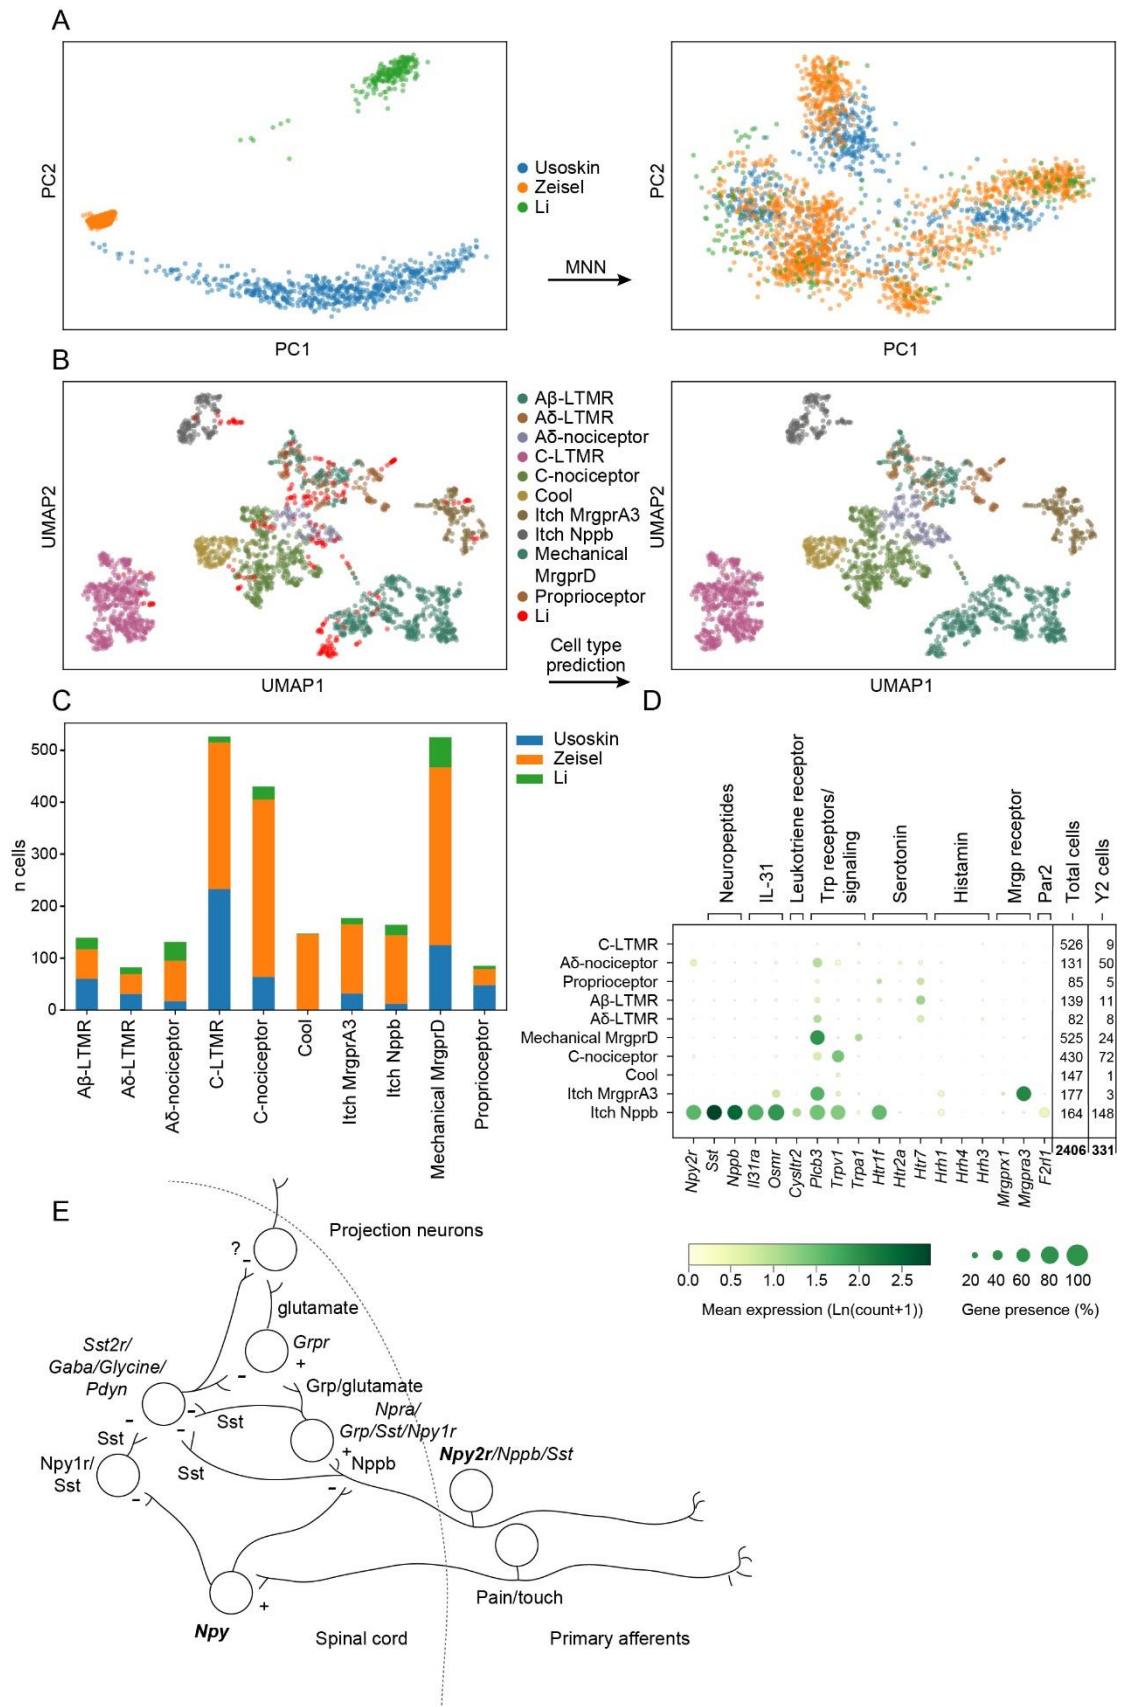 A
PC2
PC1
Usoskin
Zeisel
Li
MNN
PC2
PC1
B
UMAP2
UMAP1
Aβ-LTMR
Aδ-LTMR
Aδ-nociceptor
C-LTMR
C-nociceptor
Cool
Itch MrgprA3
Itch Nppb
Mechanical
MrgprD
Proprioceptor
Li
Cell type
prediction
UMAP2
UMAP1
C
n cells
500
400
300
200
100
0
Aβ-LTMR
Aδ-LTMR
Aδ-nociceptor
C-LTMR
C-nociceptor
Cool
Itch MrgprA3
Itch Nppb
Mechanical MrgprD
Proprioceptor
Usoskin
Zeisel
Li
D
Neuropeptides
IL-31
Leukotriene receptor
Trp receptors/
signaling
Serotonin
Histamin
Mrgp receptor
Par2
Total cells
Y2 cells
C-LTMR 526 9
Aδ-nociceptor 131 50
Proprioceptor 85 5
Aβ-LTMR 139 11
Aδ-LTMR 82 8
Mechanical MrgprD 525 24
C-nociceptor 430 72
Cool 147 1
Itch MrgprA3 177 3
Itch Nppb 164 148
2406 331
Npy2r
Sst
Nppb
Il31ra
Osmr
Cysltr2
Plcb3
Trpv1
Trpa1
Htr1f
Htr2a
Htr7
Hrh1
Hrh4
Hrh3
Mrgprx1
Mrgpra3
F2rl1
0.0 0.5 1.0 1.5 2.0 2.5
Mean expression (Ln(count+1))
20 40 60 80 100
Gene presence (%)
E
Projection neurons
? -
glutamate
Sst2r/
Gaba/Glycine/
Pdyn
Grpr
+
-
Grp/glutamate
Npra/
Grp/Sst/Npy1r
+
Nppb
- Sst
-
- Sst
Npy1r/
Sst
-
Sst
-
Npy2r/Nppb/Sst
-
Pain/touch
+
Npy
Spinal cord
Primary afferents